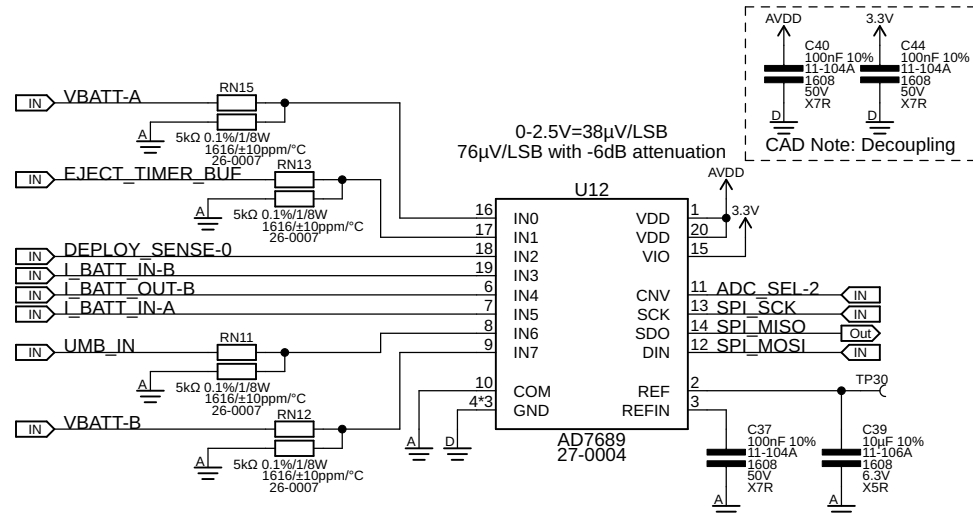 AVDD
3.3V
C40
100nF 10%
11-104A
1608
50V
X7R
D
C44
100nF 10%
11-104A
1608
50V
X7R
D
CAD Note: Decoupling
0-2.5V=38µV/LSB
76µV/LSB with -6dB attenuation
IN VBATT-A
RN15
A
5kΩ 0.1%/1/8W
1616/±10ppm/°C
26-0007
IN EJECT_TIMER_BUF
RN13
A
5kΩ 0.1%/1/8W
1616/±10ppm/°C
26-0007
IN DEPLOY_SENSE-0
IN I_BATT_IN-B
IN I_BATT_OUT-B
IN I_BATT_IN-A
IN UMB_IN
RN11
A
5kΩ 0.1%/1/8W
1616/±10ppm/°C
26-0007
IN VBATT-B
RN12
A
5kΩ 0.1%/1/8W
1616/±10ppm/°C
26-0007
U12
16 IN0
17 IN1
18 IN2
19 IN3
6 IN4
7 IN5
8 IN6
9 IN7
10 COM
4*3 GND
A
D
AVDD
3.3V
VDD 1
VDD 20
VIO 15
CNV 11 ADC_SEL-2 IN
SCK 13 SPI_SCK IN
SDO 14 SPI_MISO Out
DIN 12 SPI_MOSI IN
REF 2
TP30
REFIN 3
AD7689
27-0004
C37
100nF 10%
11-104A
1608
50V
X7R
A
C39
10µF 10%
11-106A
1608
6.3V
X5R
A